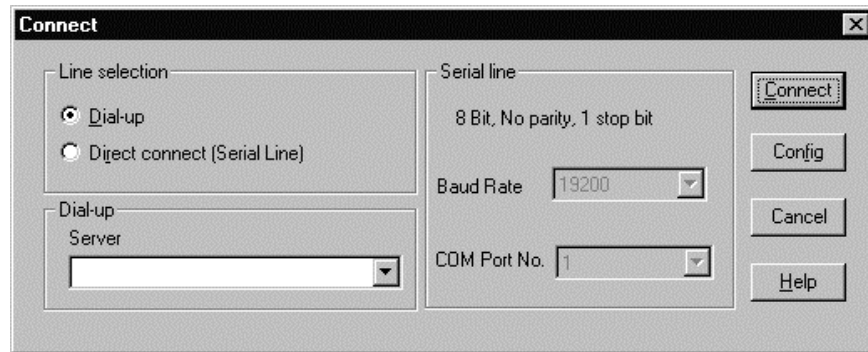 Connect
Line selection
Dial-up
Direct connect (Serial Line)
Dial-up
Server
Serial line
8 Bit, No parity, 1 stop bit
Baud Rate 19200
COM Port No. 1
Connect
Config
Cancel
Help